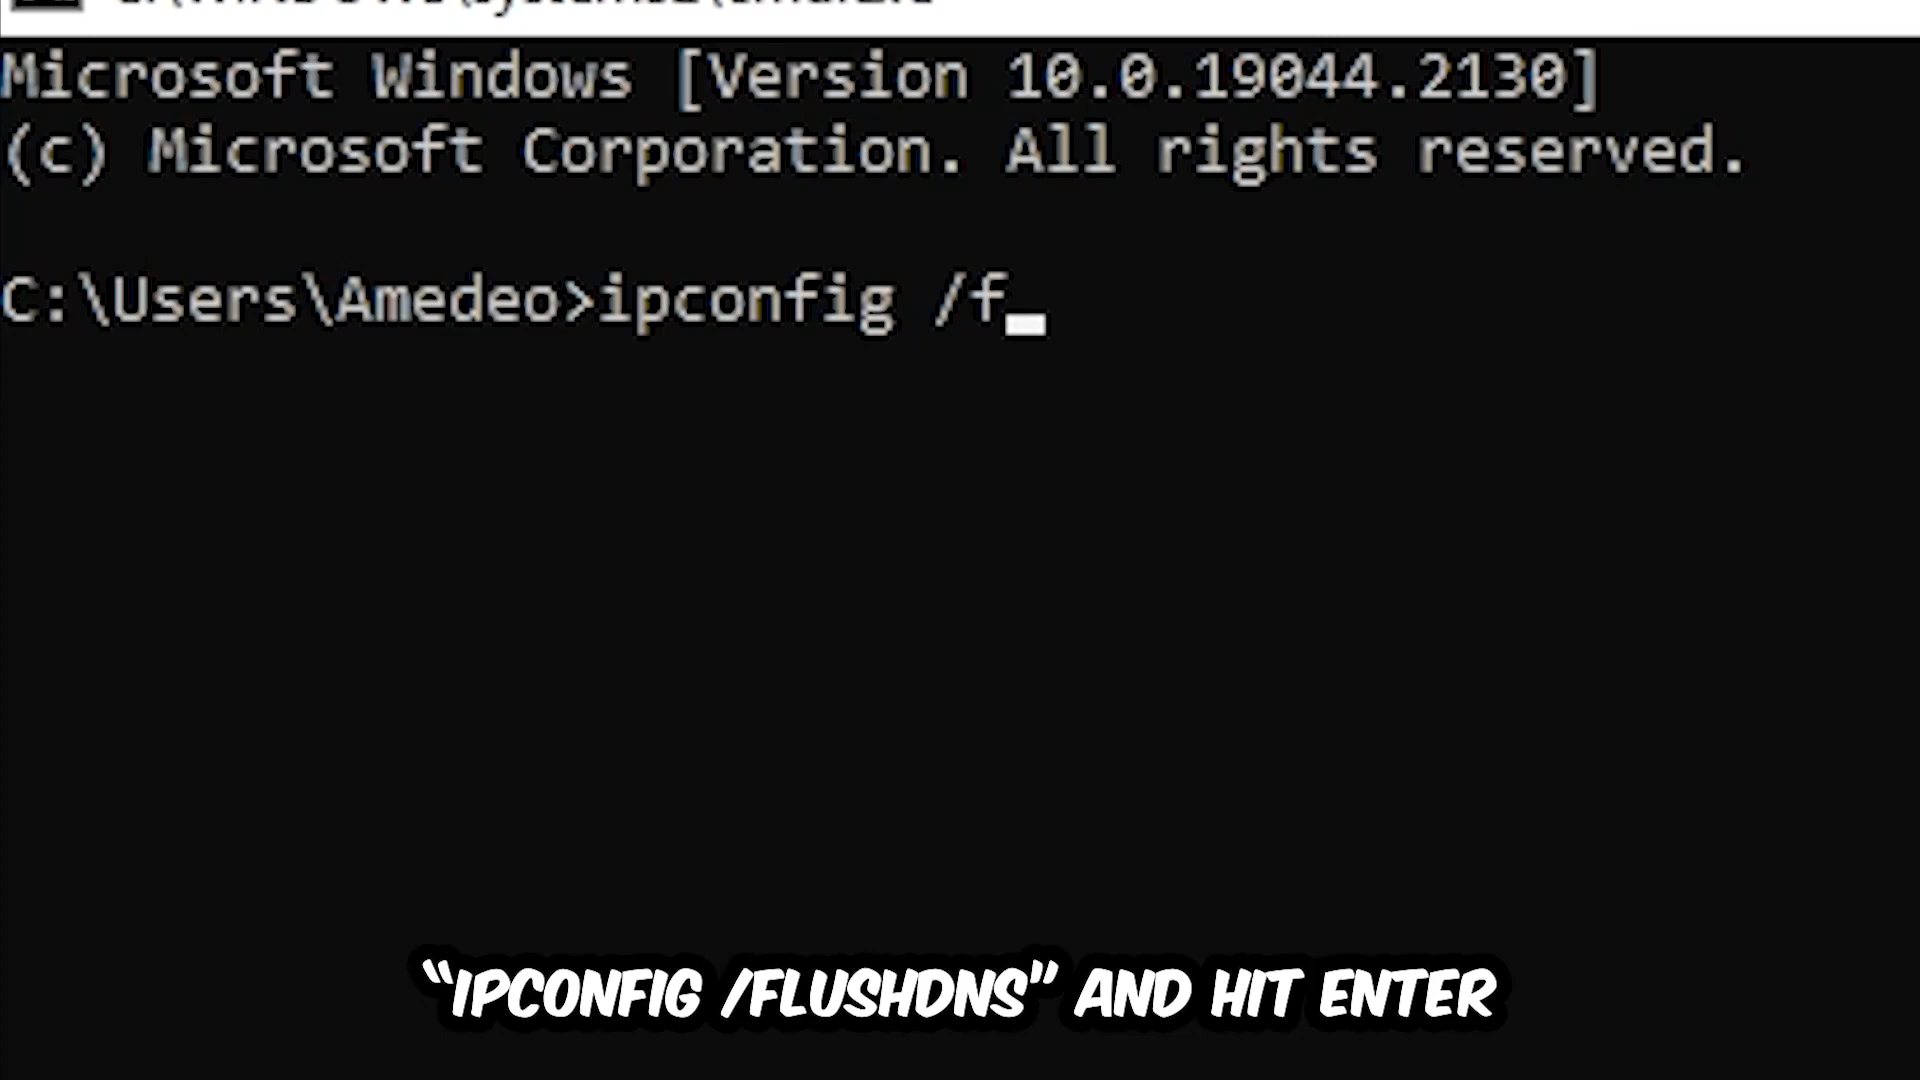 Microsoft Windows [Version 10.0.19044.2130]
(c) Microsoft Corporation. All rights reserved.
C:\Users\Amedeo>ipconfig /f_
“IPCONFIG /FLUSHDNS” AND HIT ENTER